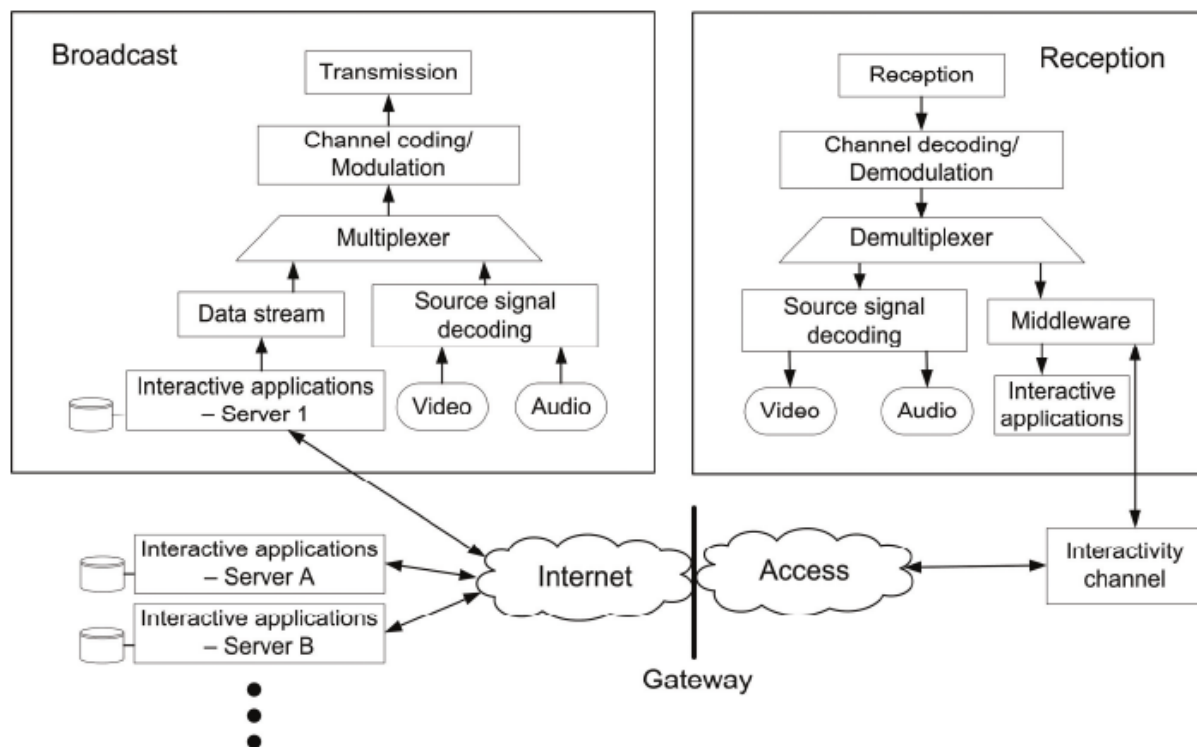 Broadcast
Transmission
Channel coding/
Modulation
Multiplexer
Data stream
Source signal
decoding
Interactive applications
– Server 1
Video
Audio
Reception
Reception
Channel decoding/
Demodulation
Demultiplexer
Source signal
decoding
Middleware
Video
Audio
Interactive
applications
Interactive applications
– Server A
Interactive applications
– Server B
Internet
Access
Gateway
Interactivity
channel